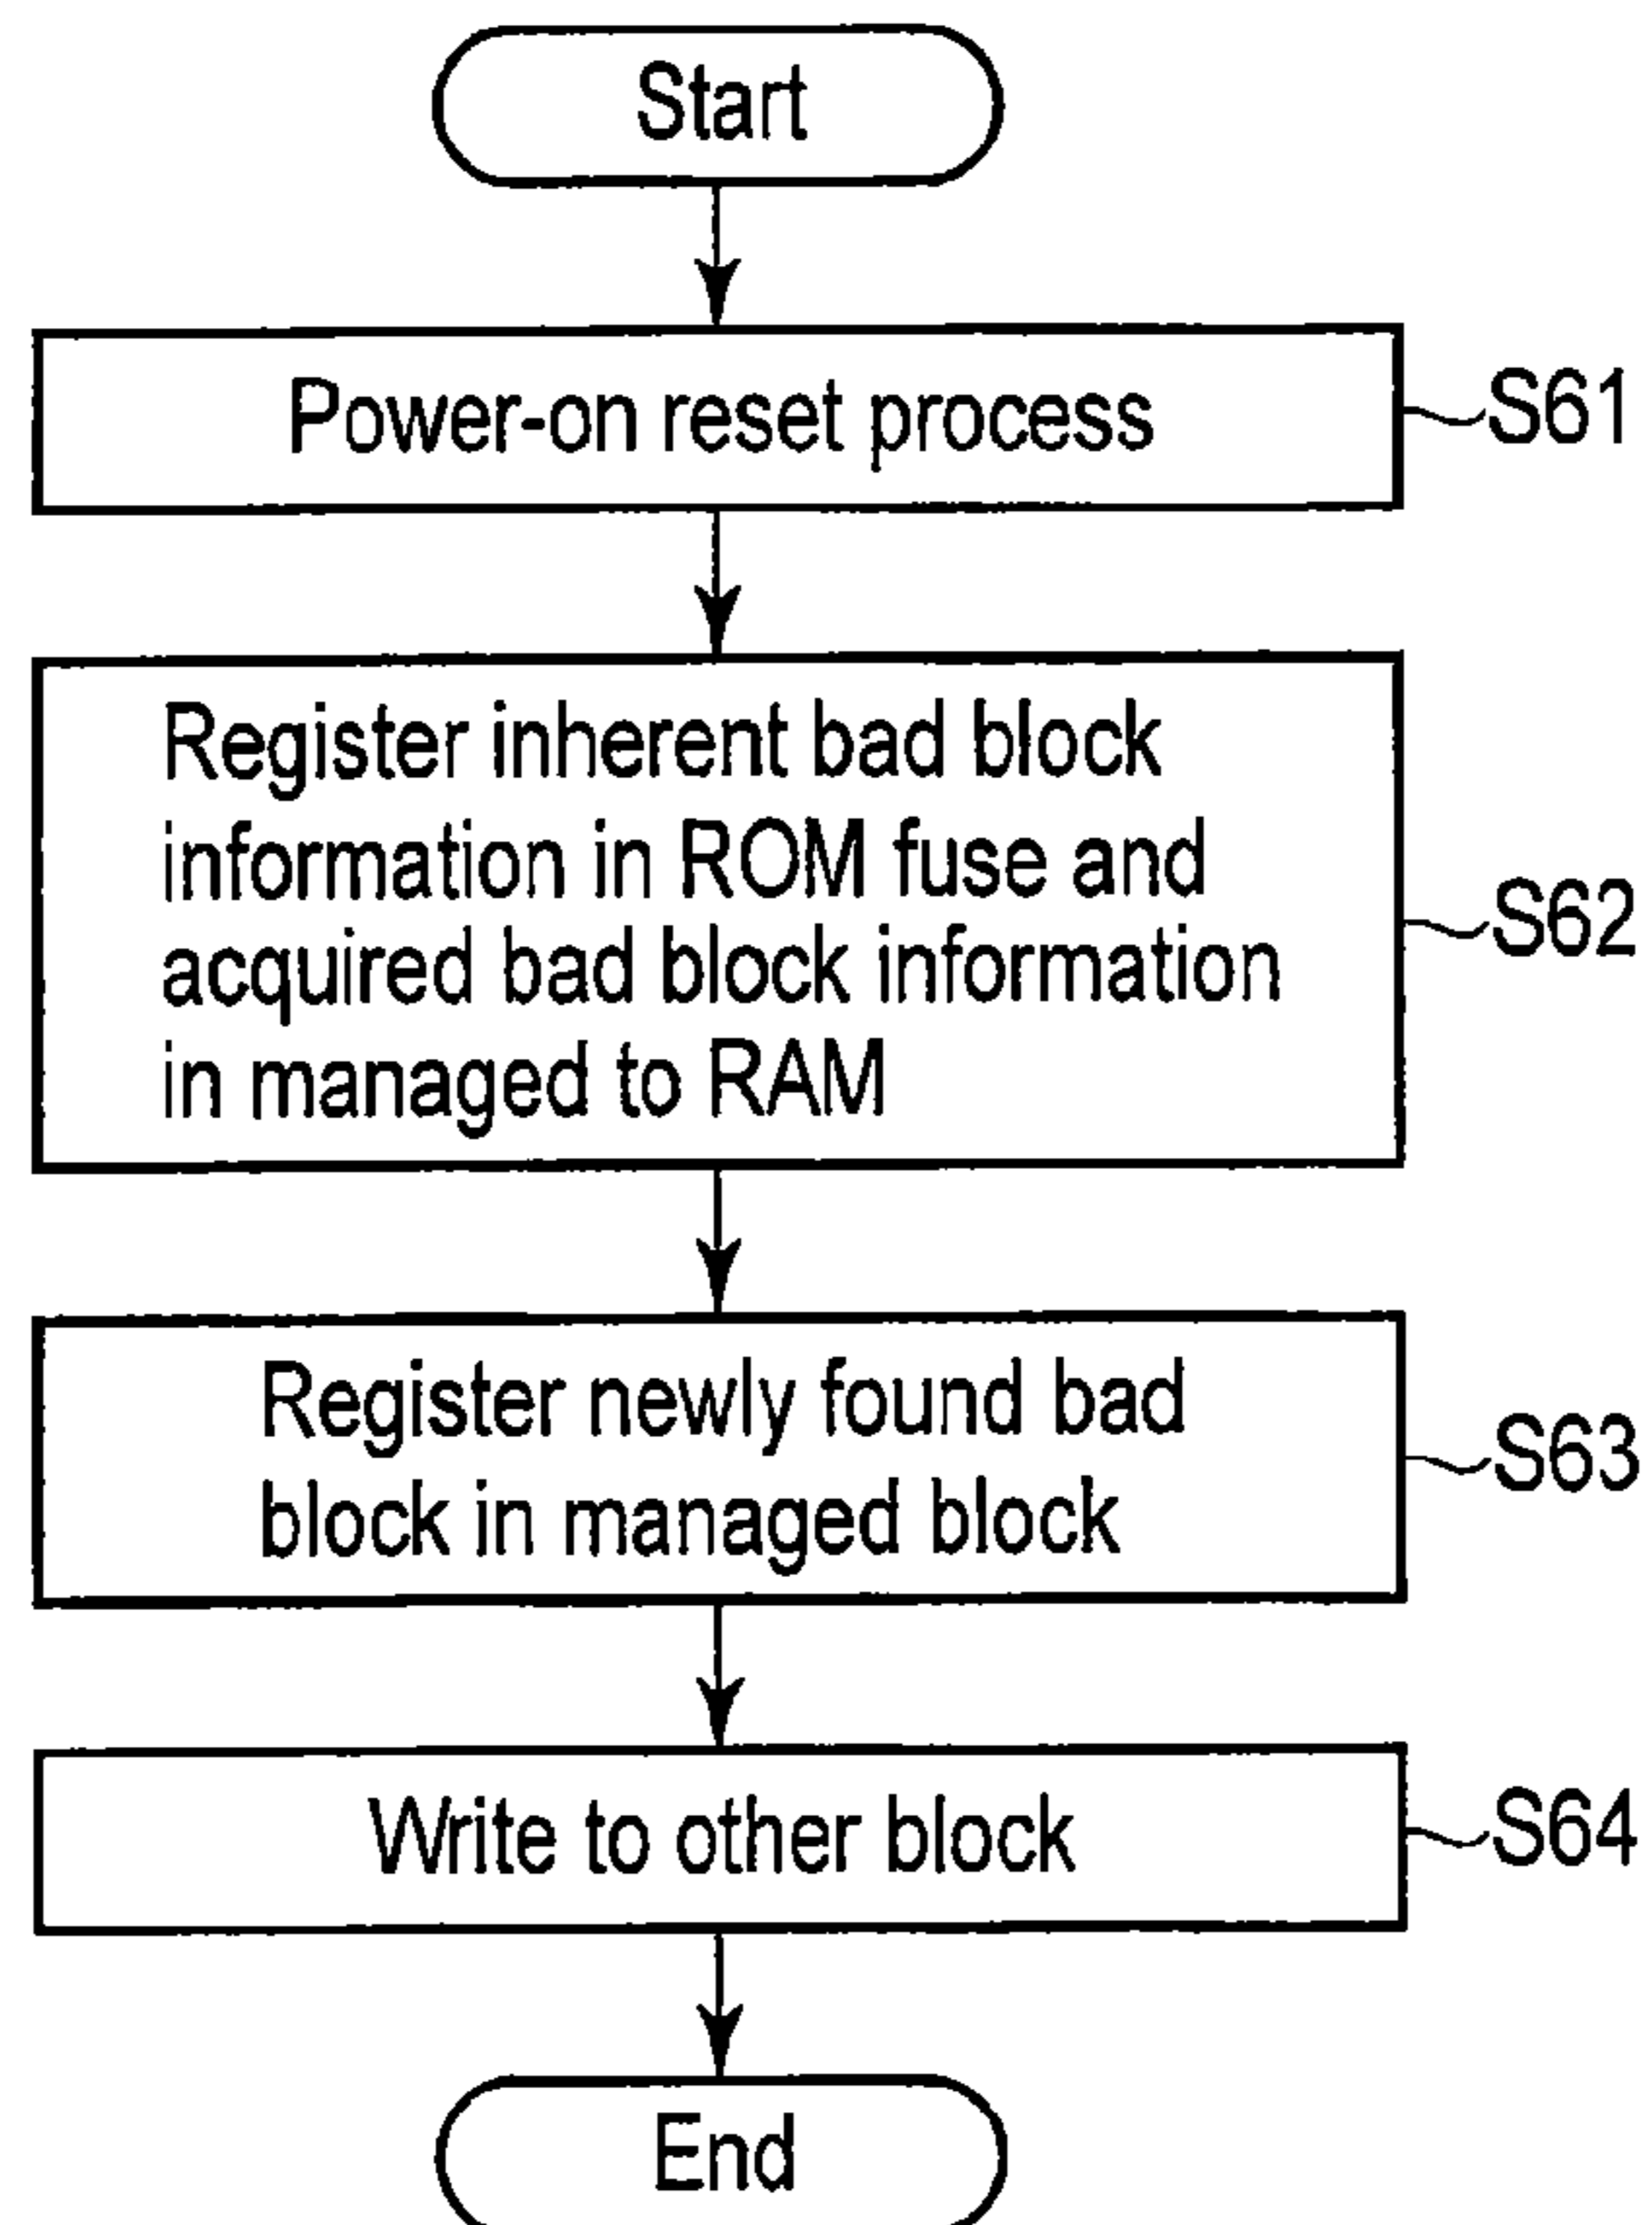 Start
Power-on reset process
S61
Register inherent bad block
information in ROM fuse and
acquired bad block information
in managed to RAM
S62
Register newly found bad
block in managed block
S63
Write to other block
S64
End